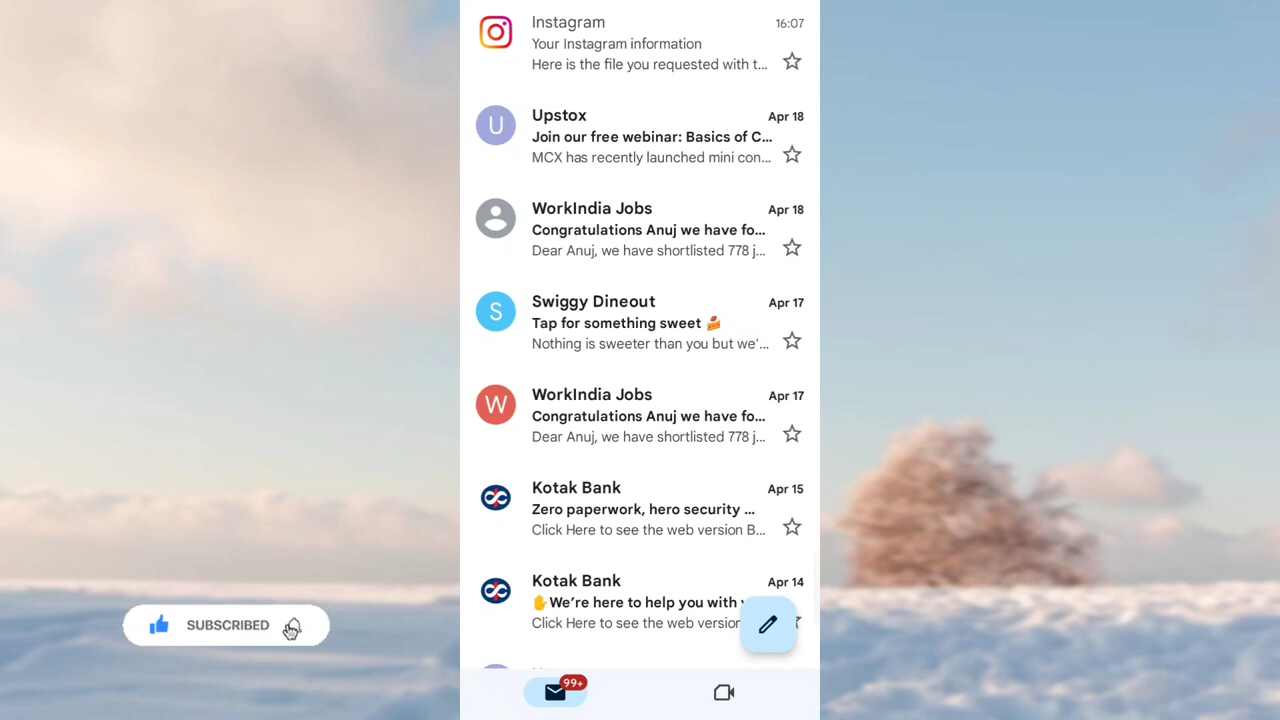 Instagram 16:07
Your Instagram information
Here is the file you requested with t...
U Upstox Apr 18
Join our free webinar: Basics of C...
MCX has recently launched mini con...
WorkIndia Jobs Apr 18
Congratulations Anuj we have fo...
Dear Anuj, we have shortlisted 778 j...
S Swiggy Dineout Apr 17
Tap for something sweet 🍰
Nothing is sweeter than you but we'...
W WorkIndia Jobs Apr 17
Congratulations Anuj we have fo...
Dear Anuj, we have shortlisted 778 j...
Kotak Bank Apr 15
Zero paperwork, hero security ...
Click Here to see the web version B...
Kotak Bank Apr 14
✋We're here to help you with
Click Here to see the web version
SUBSCRIBED
99+